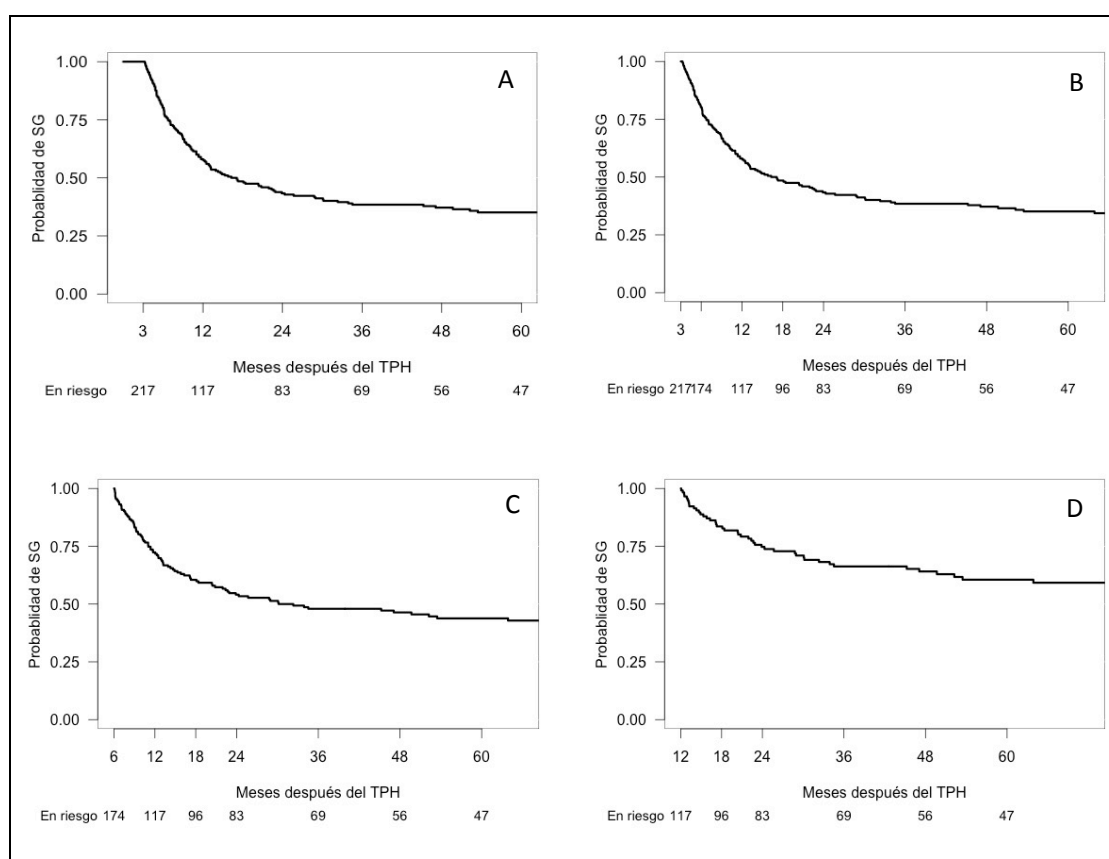 A
Probablidad de SG
1.00
0.75
0.50
0.25
0.00
3 12 24 36 48 60
Meses después del TPH
En riesgo 217 117 83 69 56 47
B
Probablidad de SG
1.00
0.75
0.50
0.25
0.00
3 12 18 24 36 48 60
Meses después del TPH
En riesgo 217174 117 96 83 69 56 47
C
Probablidad de SG
1.00
0.75
0.50
0.25
0.00
6 12 18 24 36 48 60
Meses después del TPH
En riesgo 174 117 96 83 69 56 47
D
Probablidad de SG
1.00
0.75
0.50
0.25
0.00
12 18 24 36 48 60
Meses después del TPH
En riesgo 117 96 83 69 56 47